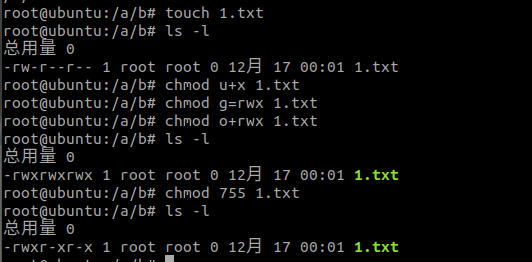 root@ubuntu:/a/b# touch 1.txt
root@ubuntu:/a/b# ls -l
总用量 0
-rw-r--r-- 1 root root 0 12月 17 00:01 1.txt
root@ubuntu:/a/b# chmod u+x 1.txt
root@ubuntu:/a/b# chmod g=rwx 1.txt
root@ubuntu:/a/b# chmod o+rwx 1.txt
root@ubuntu:/a/b# ls -l
总用量 0
-rwxrwxrwx 1 root root 0 12月 17 00:01 1.txt
root@ubuntu:/a/b# chmod 755 1.txt
root@ubuntu:/a/b# ls -l
总用量 0
-rwxr-xr-x 1 root root 0 12月 17 00:01 1.txt
root@ubuntu:/a/b#